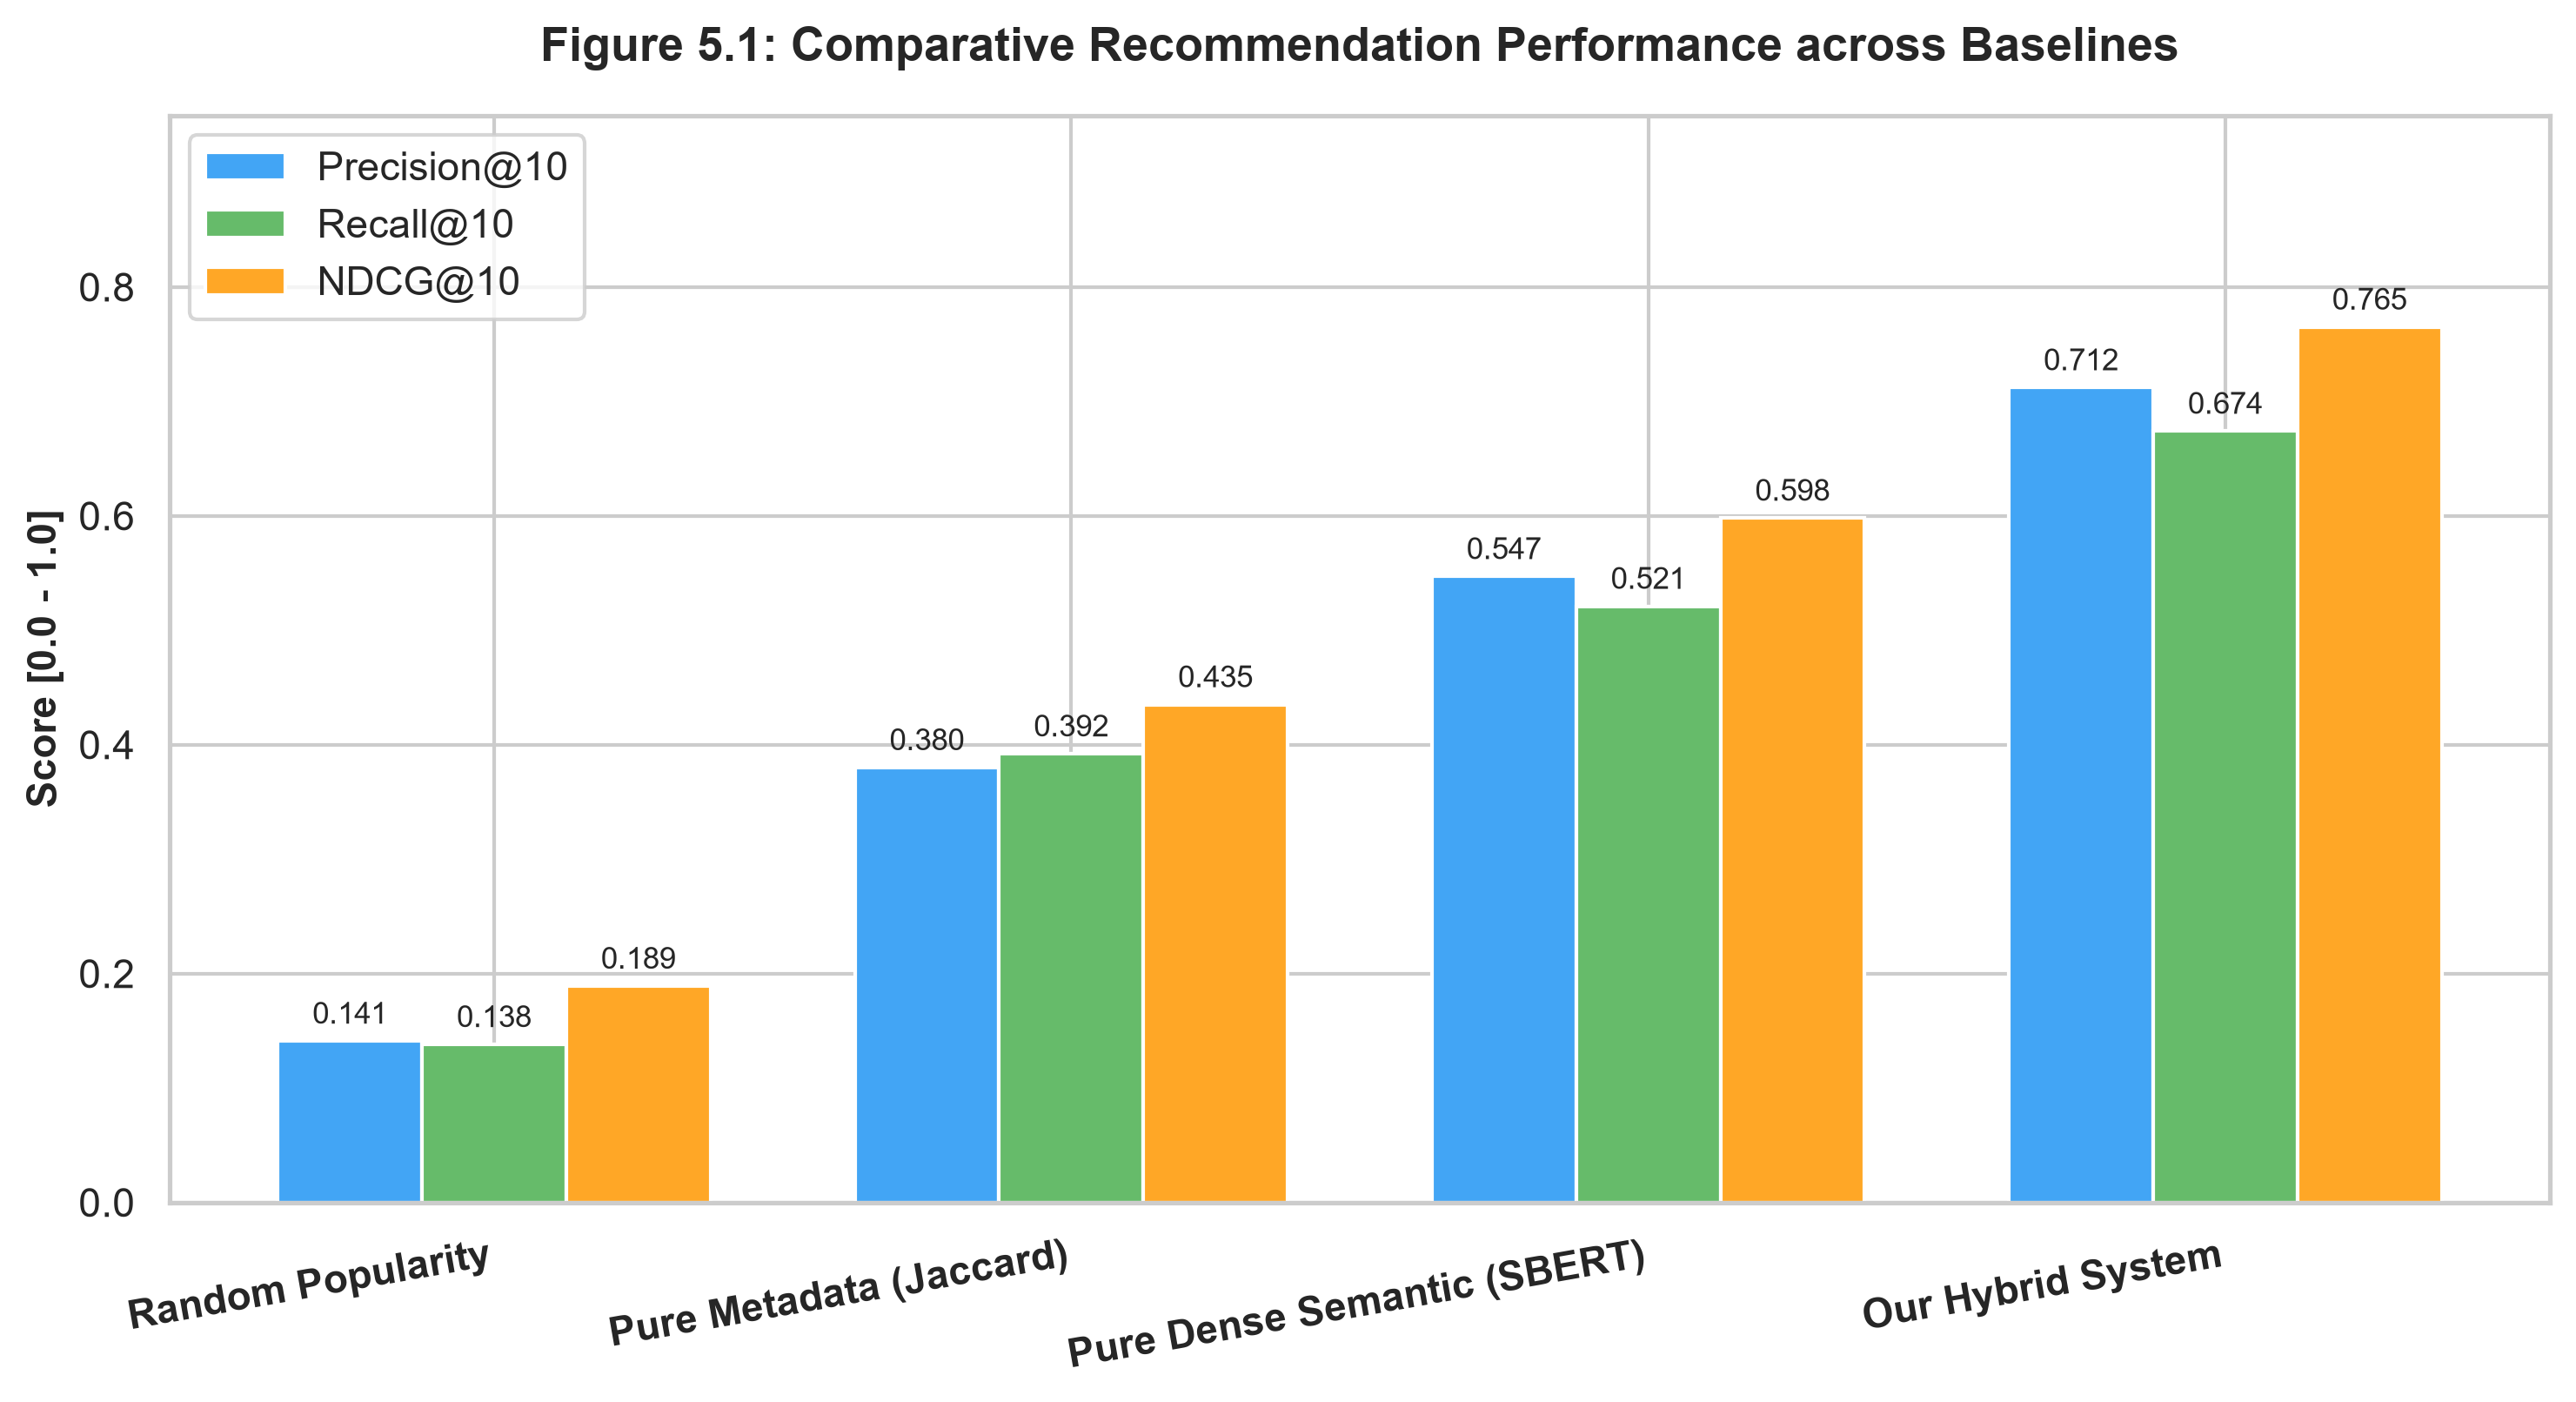 Figure 5.1: Comparative Recommendation Performance across Baselines
Precision@10
Recall@10
NDCG@10
Score [0.0 - 1.0]
0.8
0.6
0.4
0.2
0.0
0.141
0.138
0.189
0.380
0.392
0.435
0.547
0.521
0.598
0.712
0.674
0.765
Random Popularity
Pure Metadata (Jaccard)
Pure Dense Semantic (SBERT)
Our Hybrid System